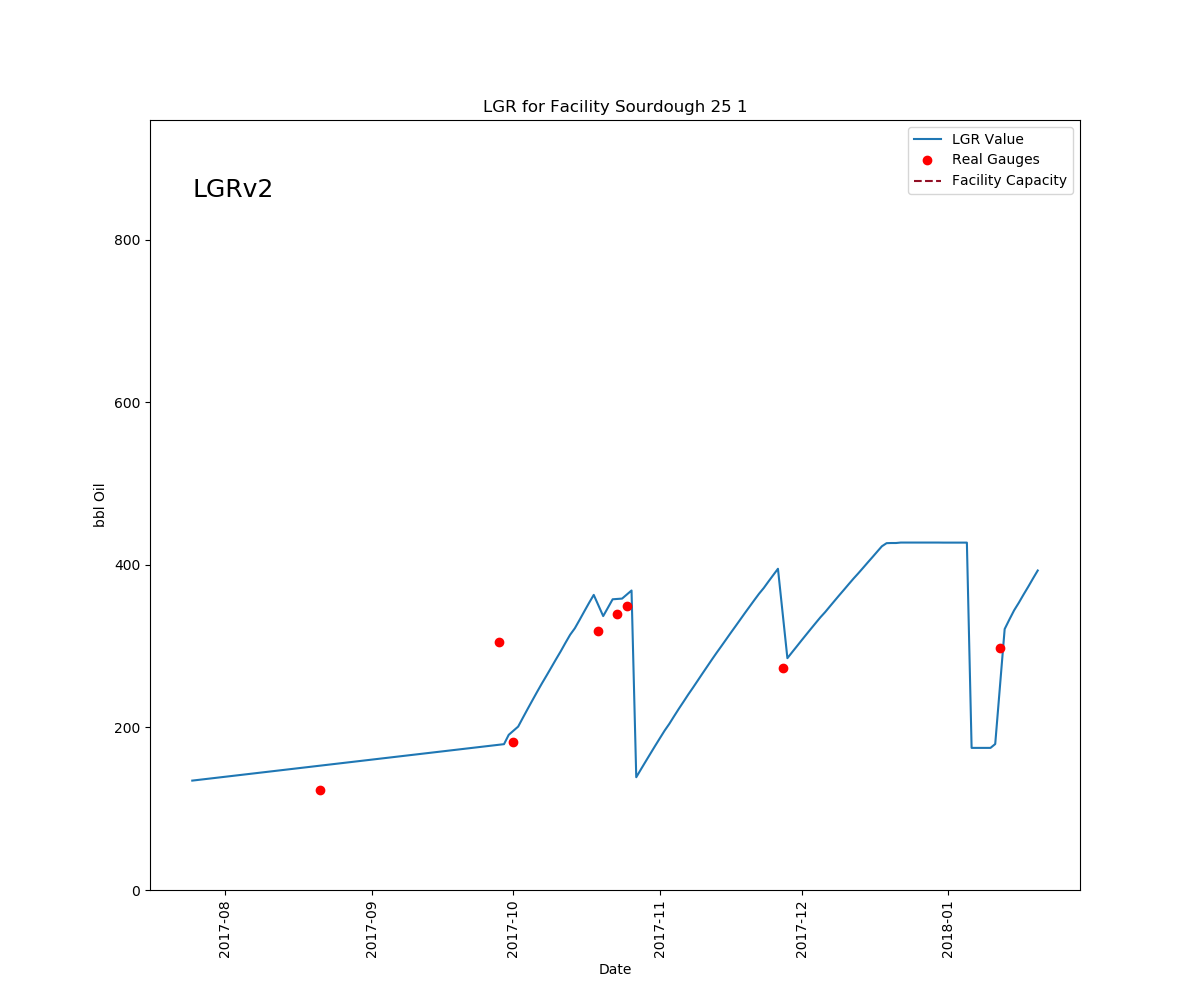 LGR for Facility Sourdough 25 1
LGR Value
Real Gauges
Facility Capacity
LGRv2
800
600
400
200
0
bbl Oil
2017-08
2017-09
2017-10
2017-11
2017-12
2018-01
Date